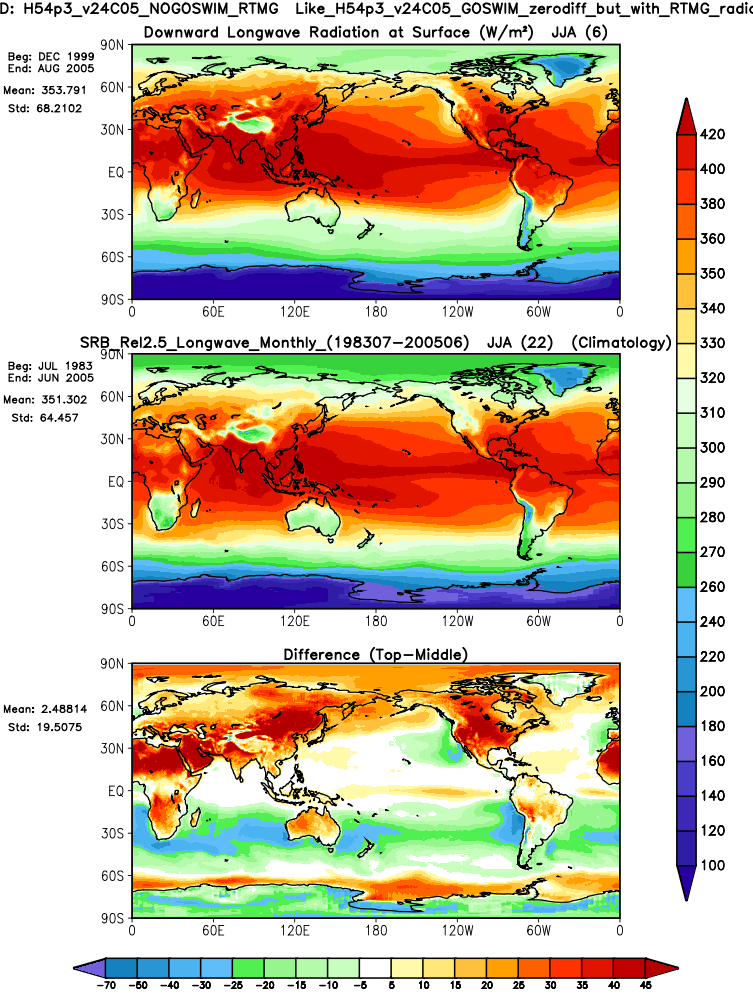 D: H54p3_v24C05_NOGOSWIM_RTMG Like_H54p3_v24C05_GOSWIM_zerodiff_but_with_RTMG_radic
Downward Longwave Radiation at Surface (W/m²) JJA (6)
Beg: DEC 1999
End: AUG 2005
Mean: 353.791
Std: 68.2102
90N
60N
30N
EQ
30S
60S
90S
0 60E 120E 180 120W 60W 0
SRB_Rel2.5_Longwave_Monthly_(198307-200506) JJA (22) (Climatology)
Beg: JUL 1983
End: JUN 2005
Mean: 351.302
Std: 64.457
90N
60N
30N
EQ
30S
60S
90S
0 60E 120E 180 120W 60W 0
420
400
380
360
350
340
330
320
310
300
290
280
270
260
240
220
200
180
160
140
120
100
Difference (Top-Middle)
Mean: 2.48814
Std: 19.5075
90N
60N
30N
EQ
30S
60S
90S
0 60E 120E 180 120W 60W 0
-70 -50 -40 -30 -25 -20 -15 -10 -5 5 10 15 20 25 30 35 40 45